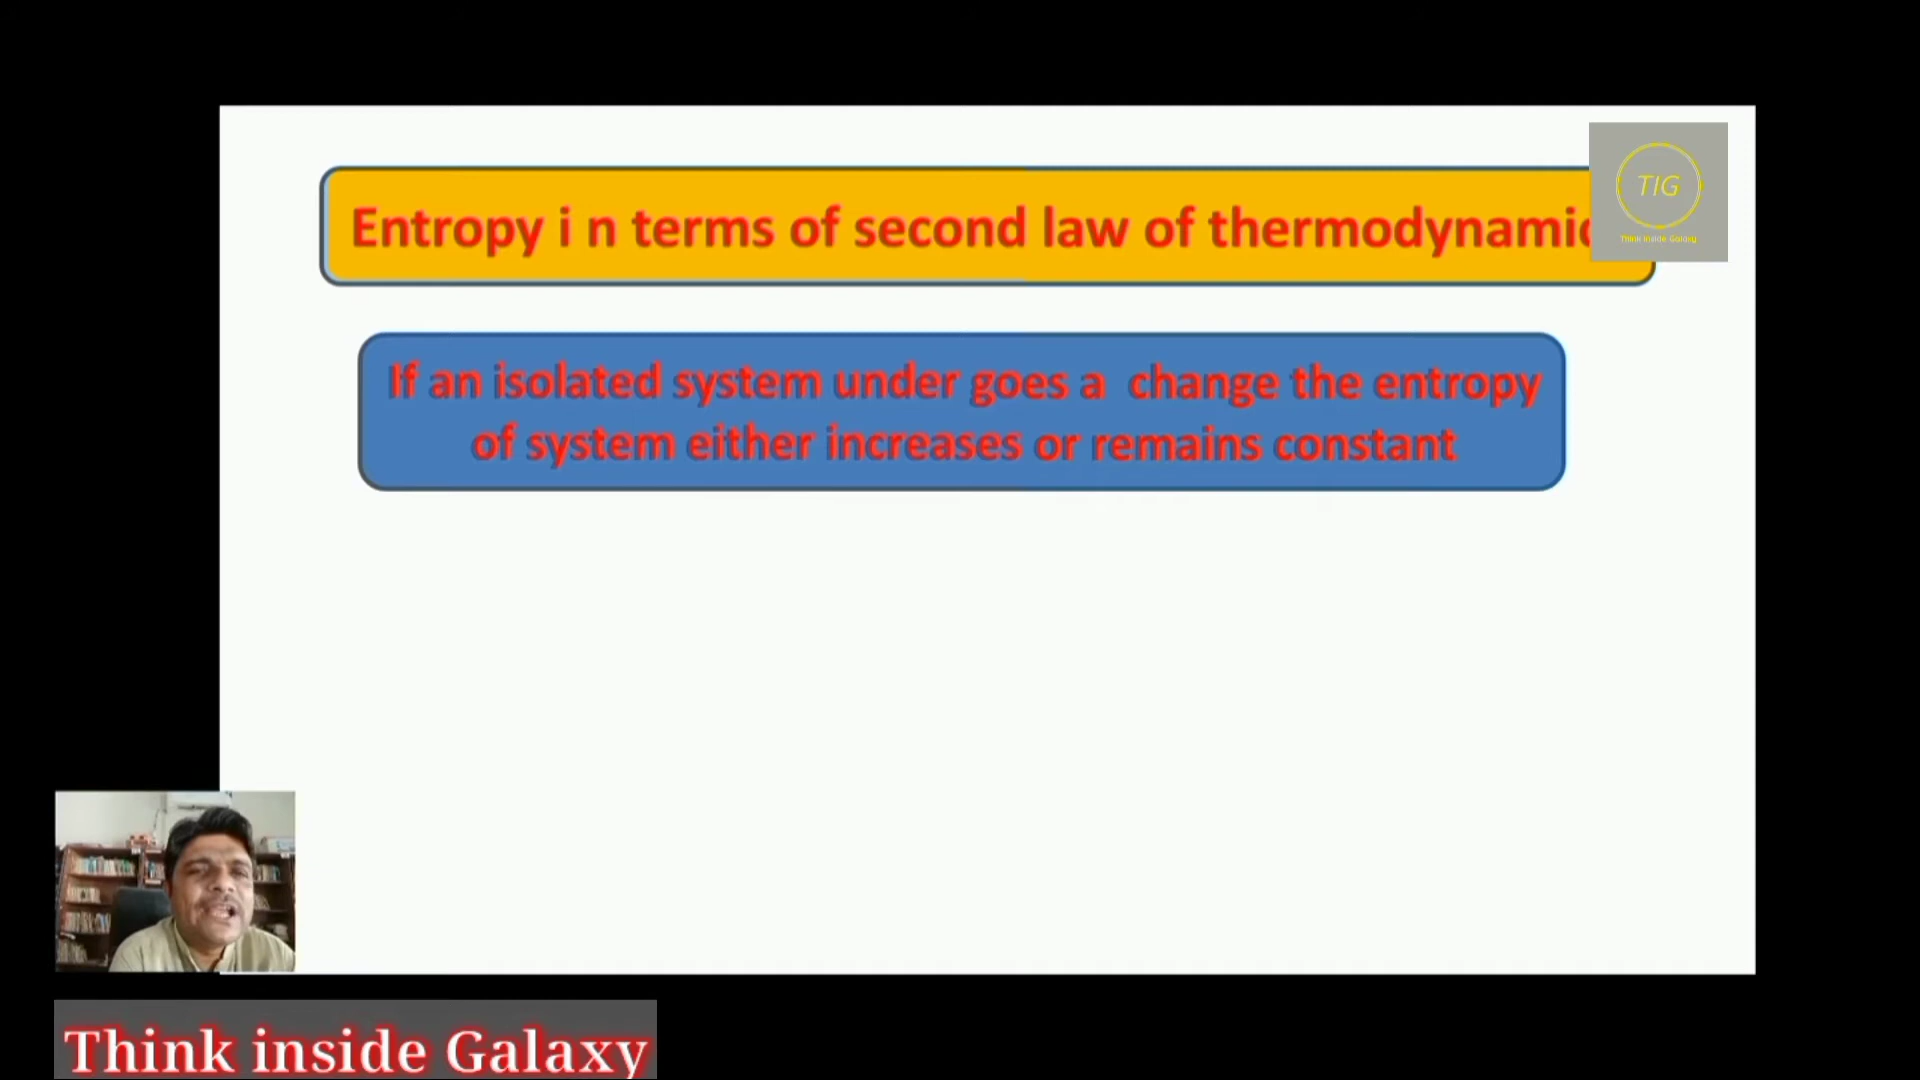 Entropy i n terms of second law of thermodynamic
TIG
Think Inside Galaxy
If an isolated system under goes a change the entropy
of system either increases or remains constant
Think inside Galaxy